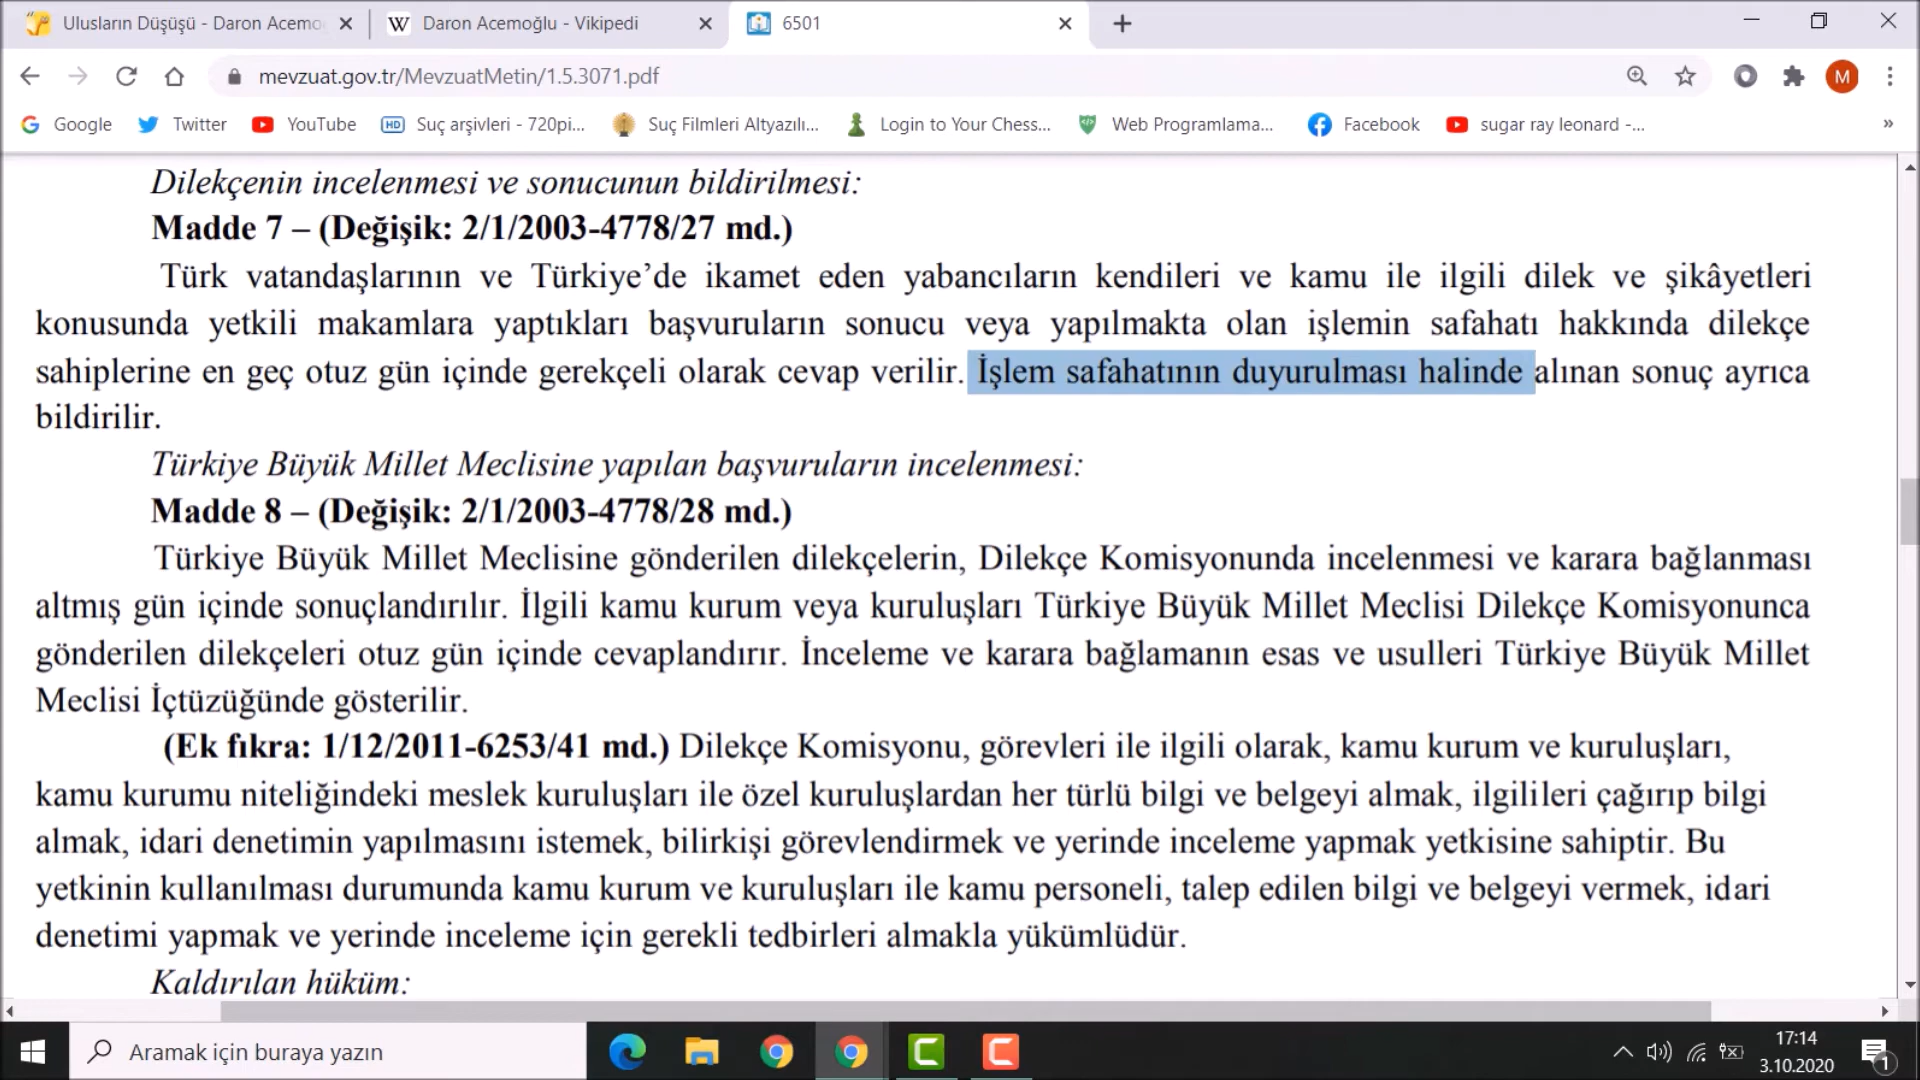 Ulusların Düşüşü - Daron Acemo
Daron Acemoğlu - Vikipedi
6501
mevzuat.gov.tr/MevzuatMetin/1.5.3071.pdf
M
Google
Twitter
YouTube
Suç arşivleri - 720pi...
Suç Filmleri Altyazılı...
Login to Your Chess...
Web Programlama...
Facebook
sugar ray leonard -...
»
Dilekçenin incelenmesi ve sonucunun bildirilmesi:
Madde 7 – (Değişik: 2/1/2003-4778/27 md.)
Türk vatandaşlarının ve Türkiye’de ikamet eden yabancıların kendileri ve kamu ile ilgili dilek ve şikâyetleri
konusunda yetkili makamlara yaptıkları başvuruların sonucu veya yapılmakta olan işlemin safahatı hakkında dilekçe
sahiplerine en geç otuz gün içinde gerekçeli olarak cevap verilir. İşlem safahatının duyurulması halinde alınan sonuç ayrıca
bildirilir.
Türkiye Büyük Millet Meclisine yapılan başvuruların incelenmesi:
Madde 8 – (Değişik: 2/1/2003-4778/28 md.)
Türkiye Büyük Millet Meclisine gönderilen dilekçelerin, Dilekçe Komisyonunda incelenmesi ve karara bağlanması
altmış gün içinde sonuçlandırılır. İlgili kamu kurum veya kuruluşları Türkiye Büyük Millet Meclisi Dilekçe Komisyonunca
gönderilen dilekçeleri otuz gün içinde cevaplandırır. İnceleme ve karara bağlamanın esas ve usulleri Türkiye Büyük Millet
Meclisi İçtüzüğünde gösterilir.
(Ek fıkra: 1/12/2011-6253/41 md.) Dilekçe Komisyonu, görevleri ile ilgili olarak, kamu kurum ve kuruluşları,
kamu kurumu niteliğindeki meslek kuruluşları ile özel kuruluşlardan her türlü bilgi ve belgeyi almak, ilgilileri çağırıp bilgi
almak, idari denetimin yapılmasını istemek, bilirkişi görevlendirmek ve yerinde inceleme yapmak yetkisine sahiptir. Bu
yetkinin kullanılması durumunda kamu kurum ve kuruluşları ile kamu personeli, talep edilen bilgi ve belgeyi vermek, idari
denetimi yapmak ve yerinde inceleme için gerekli tedbirleri almakla yükümlüdür.
Kaldırılan hüküm:
Aramak için buraya yazın
17:14
3.10.2020
1